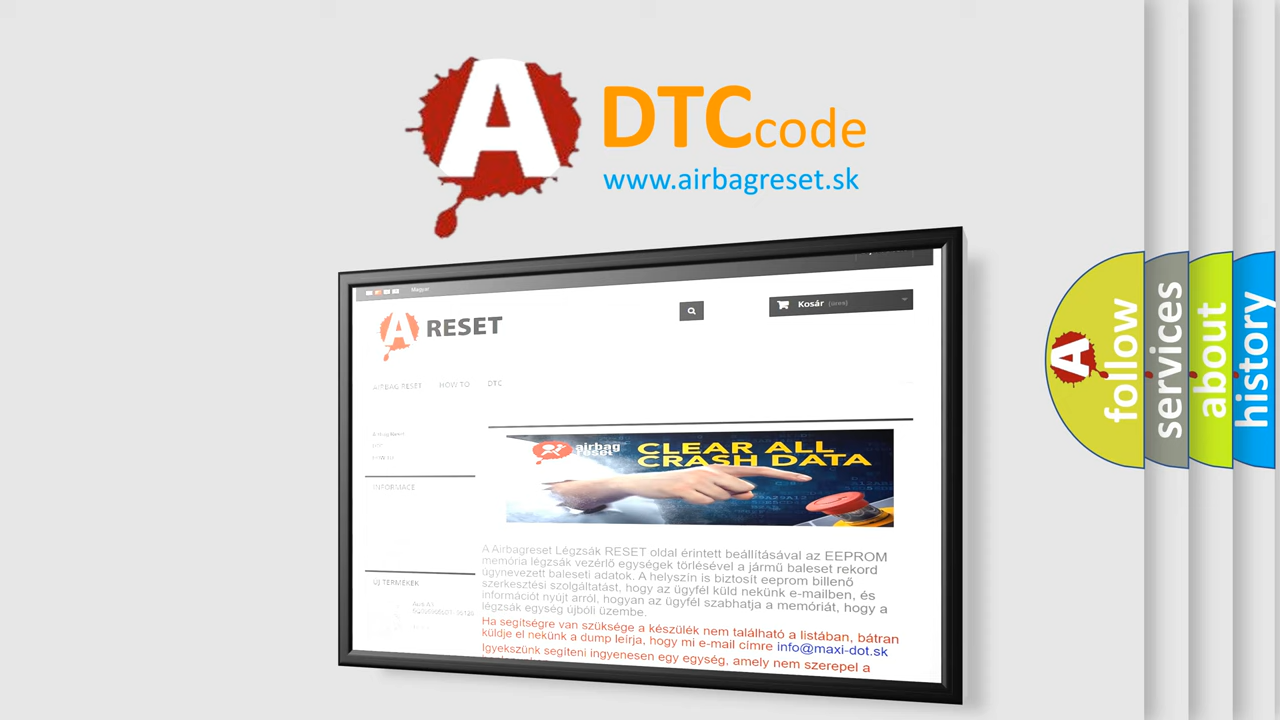 A DTCcode
www.airbagreset.sk
Magyar
Kosár
A RESET
AIRBAG RESET HOW TO DTC
airbag
reset
CLEAR ALL
CRASH DATA
INFORMACE
A Airbagreset Légzsák RESET oldal érintett beállításával az EEPROM
memória légzsák vezérlő egységek törlésével a jármű baleset rekord
úgynevezett baleseti adatok. A helyszín is biztosít eeprom billenő
szerkesztési szolgáltatást, hogy az ügyfél küld nekünk e-mailben, és
információt nyújt arról, hogyan az ügyfél szabhatja a memóriát, hogy a
légzsák egység újbóli üzembe.
ÚJ TERMÉKEK
Ha segítségre van szüksége a készülék nem található a listában, bátran
küldje el nekünk a dump leírja, hogy mi e-mail címre info@maxi-dot.sk
Igyekszünk segíteni ingyenesen egy egység, amely nem szerepel a
A follow
services
about
history